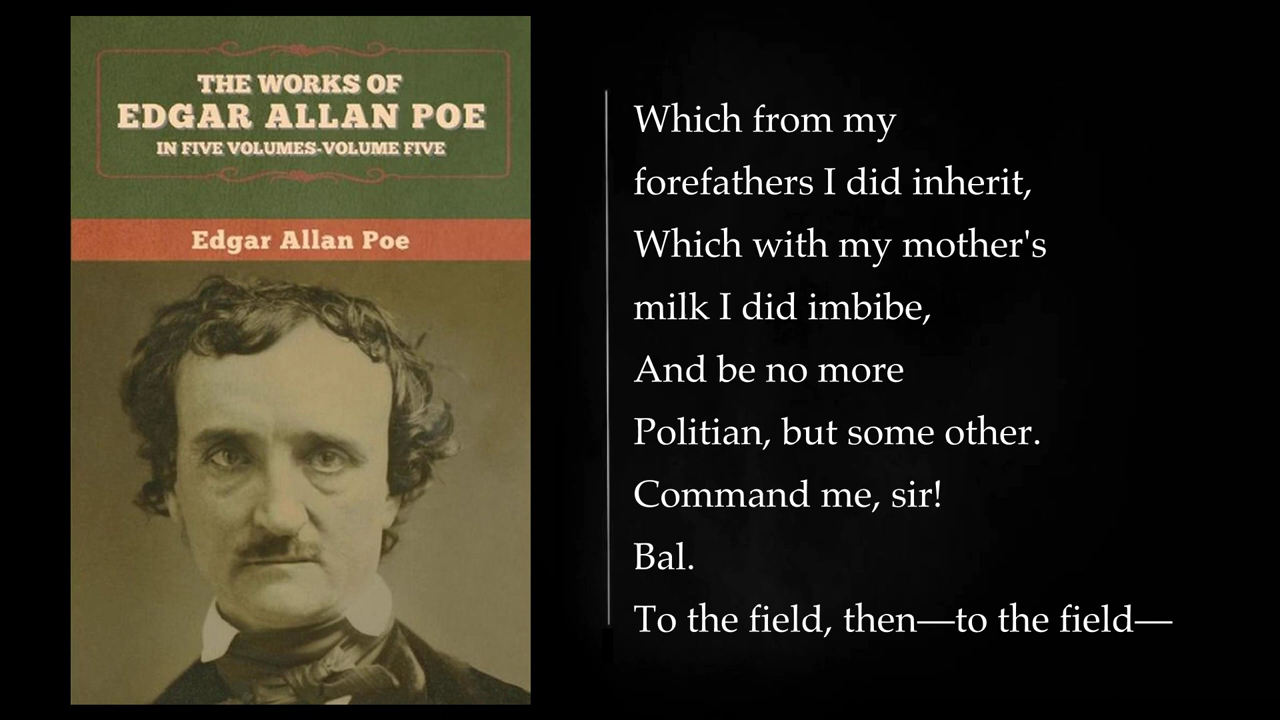 THE WORKS OF
EDGAR ALLAN POE
IN FIVE VOLUMES-VOLUME FIVE
Edgar Allan Poe
Which from my
forefathers I did inherit,
Which with my mother's
milk I did imbibe,
And be no more
Politian, but some other.
Command me, sir!
Bal.
To the field, then—to the field—